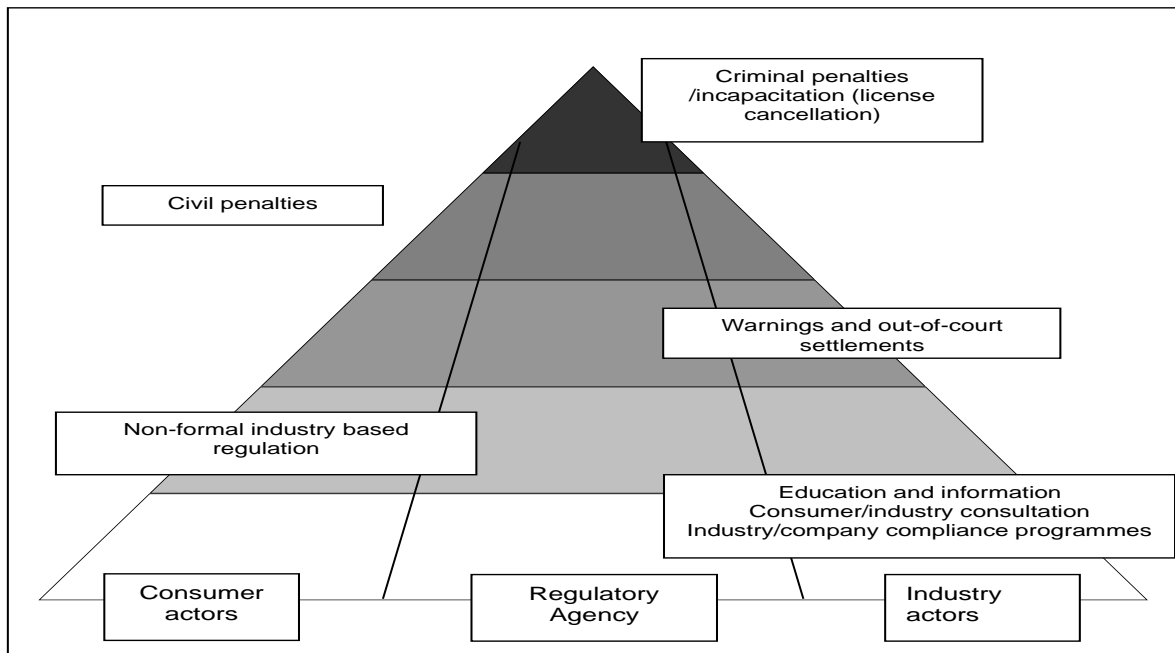 Criminal penalties
/incapacitation (license
cancellation)
Civil penalties
Warnings and out-of-court
settlements
Non-formal industry based
regulation
Education and information
Consumer/industry consultation
Industry/company compliance programmes
Consumer
actors
Regulatory
Agency
Industry
actors